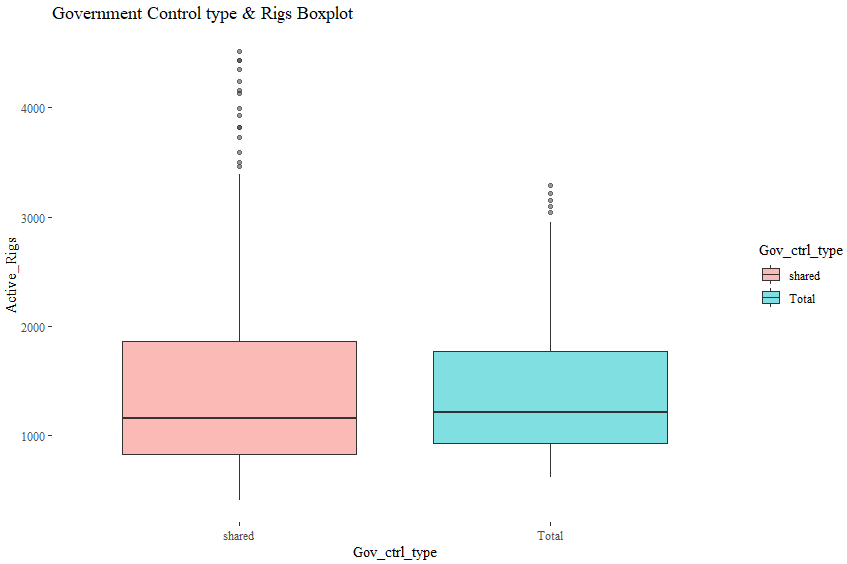 Government Control type & Rigs Boxplot
4000
3000
2000
1000
Active_Rigs
shared
Total
Gov_ctrl_type
Gov_ctrl_type
shared
Total